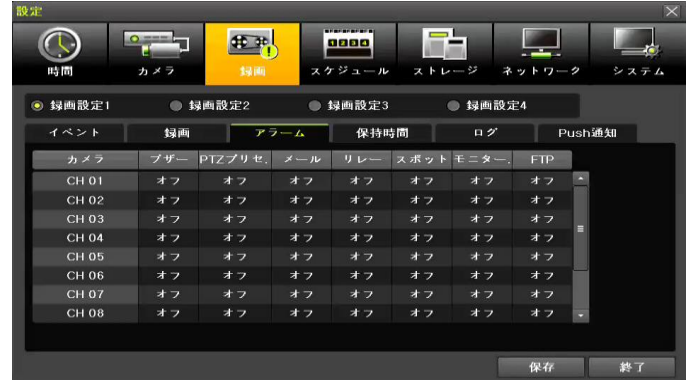 設定
時間 カメラ 録画 スケジュール ストレージ ネットワーク システム
録画設定1 録画設定2 録画設定3 録画設定4
イベント 録画 アラーム 保持時間 ログ Push通知
カメラ ブザー PTZプリセ. メール リレー スポット モニター. FTP
CH 01 オフ オフ オフ オフ オフ オフ オフ
CH 02 オフ オフ オフ オフ オフ オフ オフ
CH 03 オフ オフ オフ オフ オフ オフ オフ
CH 04 オフ オフ オフ オフ オフ オフ オフ
CH 05 オフ オフ オフ オフ オフ オフ オフ
CH 06 オフ オフ オフ オフ オフ オフ オフ
CH 07 オフ オフ オフ オフ オフ オフ オフ
CH 08 オフ オフ オフ オフ オフ オフ オフ
保存 終了